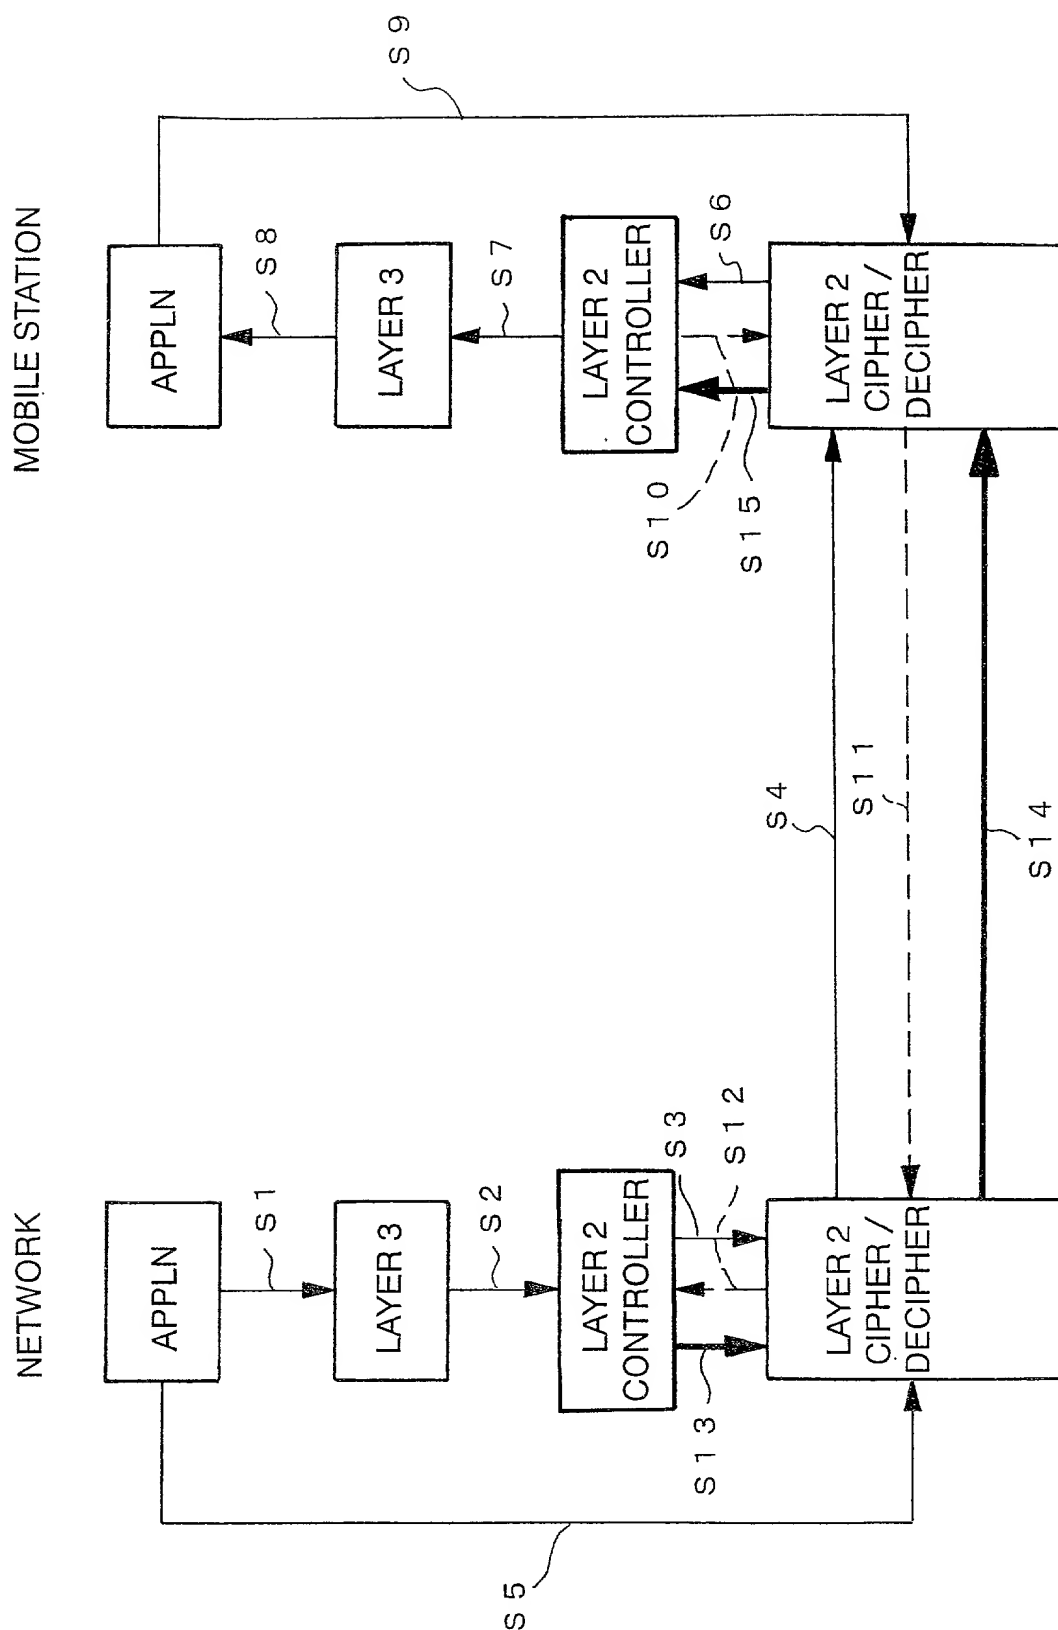 NETWORK
MOBILE STATION
APPLN
S1
LAYER 3
S2
LAYER 2
CONTROLLER
S3
S12
S13
LAYER 2
CIPHER /
DECIPHER
S5
S4
S11
S14
APPLN
S8
LAYER 3
S7
LAYER 2
CONTROLLER
S6
S10
S15
LAYER 2
CIPHER /
DECIPHER
S9